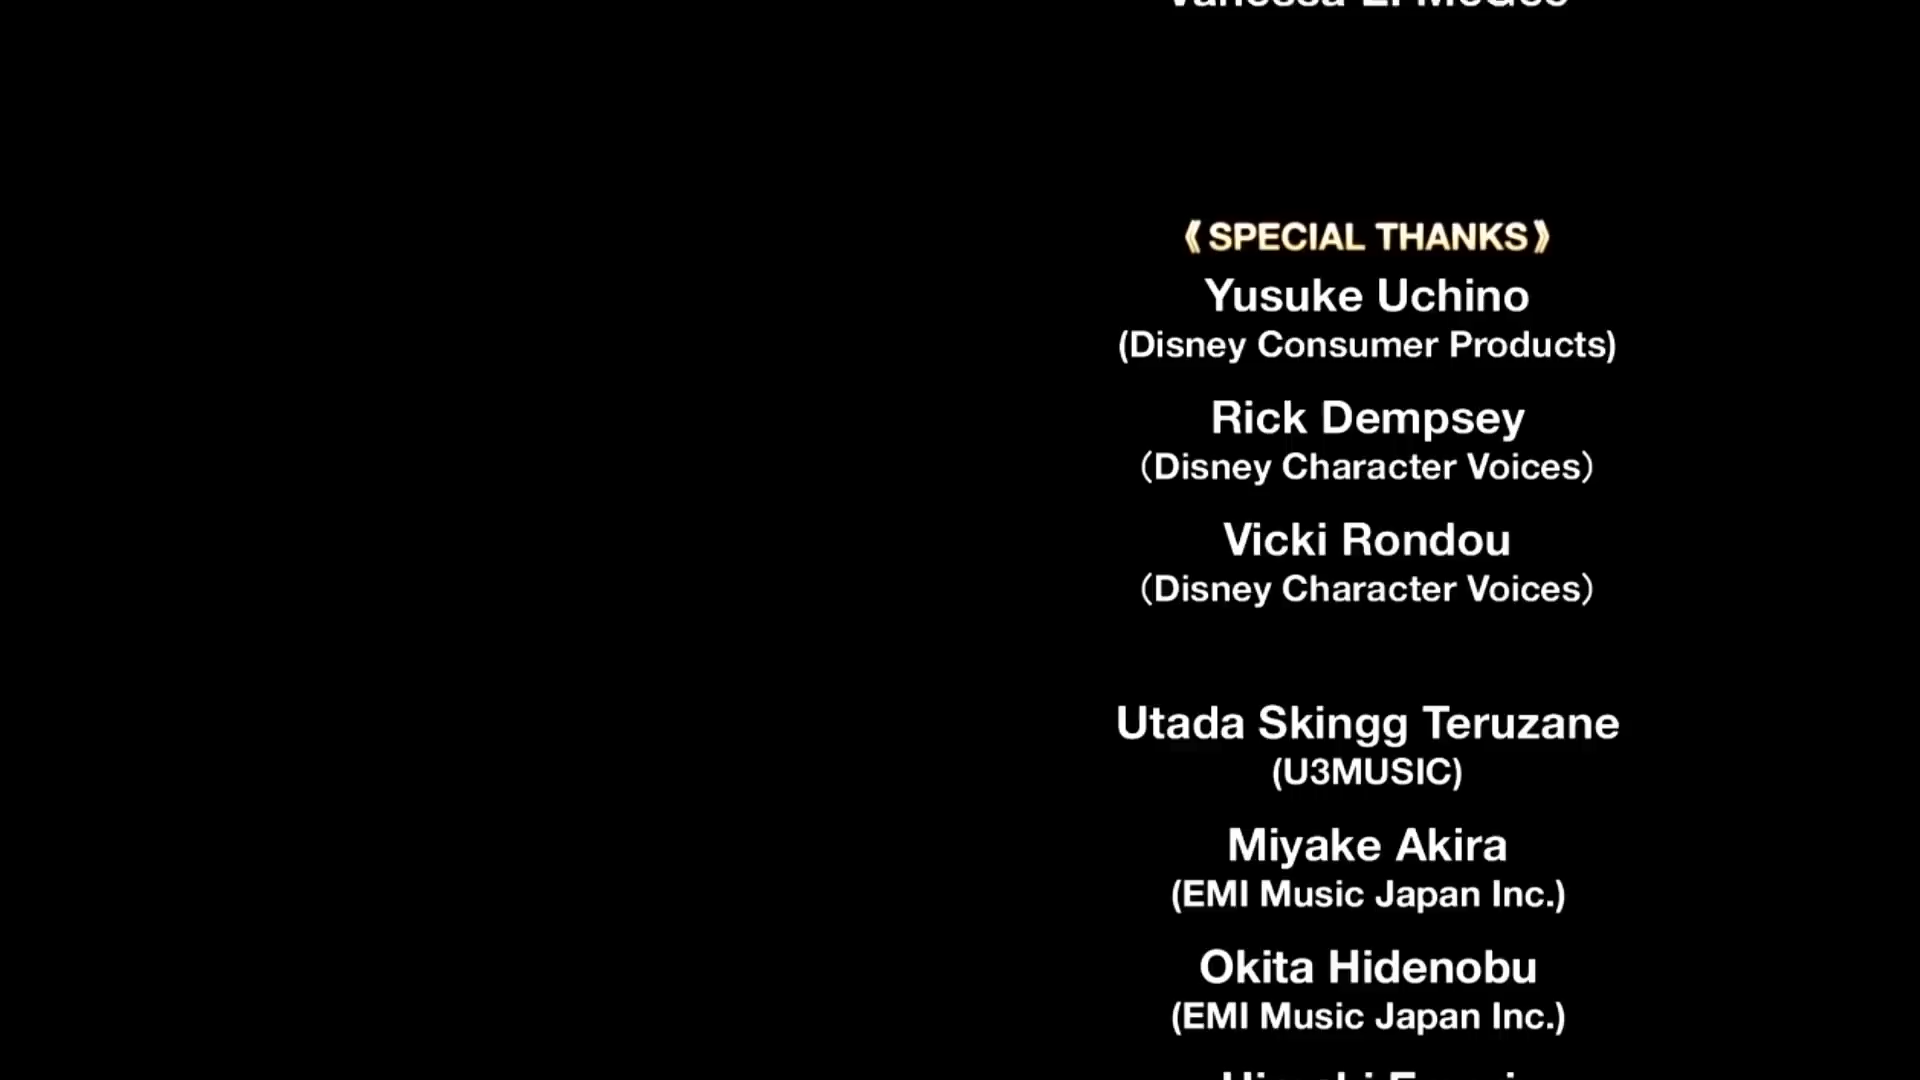 《SPECIAL THANKS》
Yusuke Uchino
(Disney Consumer Products)
Rick Dempsey
（Disney Character Voices）
Vicki Rondou
（Disney Character Voices）
Utada Skingg Teruzane
(U3MUSIC)
Miyake Akira
(EMI Music Japan Inc.)
Okita Hidenobu
(EMI Music Japan Inc.)